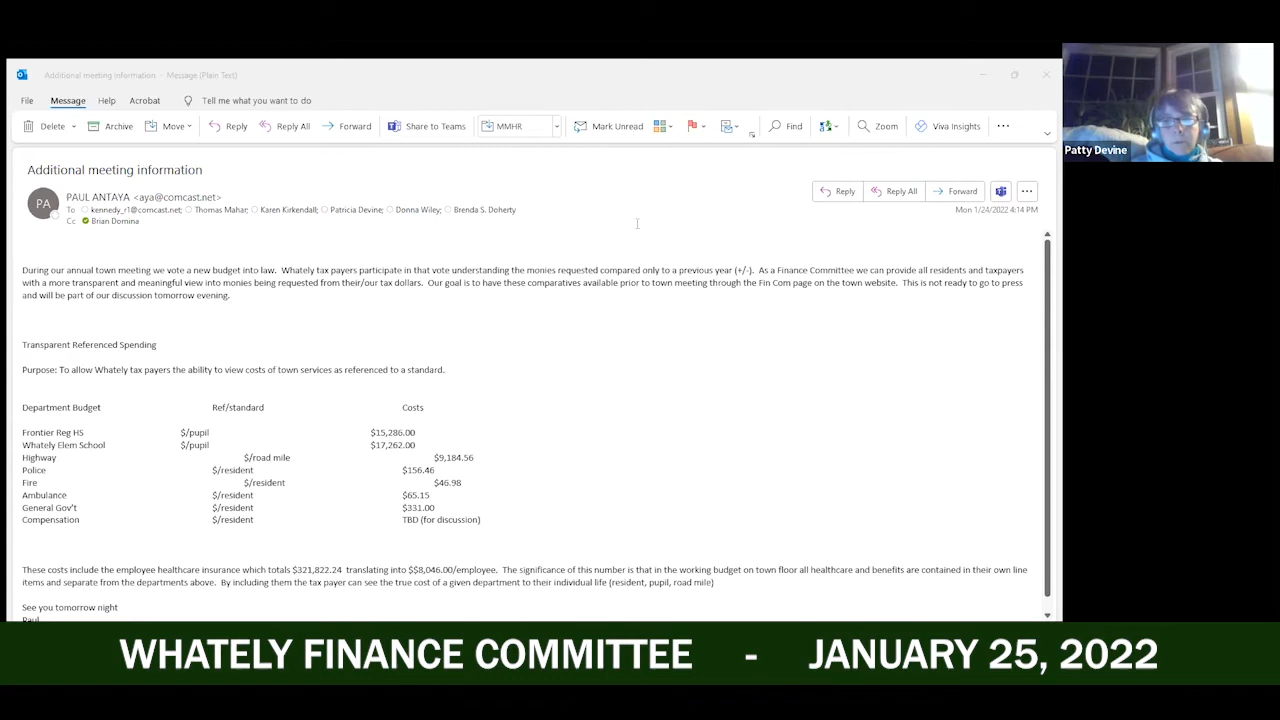 Additional meeting information - Message (Plain Text)
File Message Help Acrobat Tell me what you want to do
Delete Archive Move Reply Reply All Forward Share to Teams MMHR Mark Unread Find Zoom Viva Insights ...
Additional meeting information
PA
PAUL ANTAYA <aya@comcast.net>
To kennedy_r1@comcast.net; Thomas Mahar; Karen Kirkendall; Patricia Devine; Donna Wiley; Brenda S. Doherty
Cc Brian Domina
Reply Reply All Forward ...
Mon 1/24/2022 4:14 PM
Patty Devine
During our annual town meeting we vote a new budget into law. Whately tax payers participate in that vote understanding the monies requested compared only to a previous year (+/-). As a Finance Committee we can provide all residents and taxpayers
with a more transparent and meaningful view into monies being requested from their/our tax dollars. Our goal is to have these comparatives available prior to town meeting through the Fin Com page on the town website. This is not ready to go to press
and will be part of our discussion tomorrow evening.
Transparent Referenced Spending
Purpose: To allow Whately tax payers the ability to view costs of town services as referenced to a standard.
Department Budget Ref/standard Costs
Frontier Reg HS $/pupil $15,286.00
Whately Elem School $/pupil $17,262.00
Highway $/road mile $9,184.56
Police $/resident $156.46
Fire $/resident $46.98
Ambulance $/resident $65.15
General Gov't $/resident $331.00
Compensation $/resident TBD (for discussion)
These costs include the employee healthcare insurance which totals $321,822.24 translating into $$8,046.00/employee. The significance of this number is that in the working budget on town floor all healthcare and benefits are contained in their own line
items and separate from the departments above. By including them the tax payer can see the true cost of a given department to their individual life (resident, pupil, road mile)
See you tomorrow night
Paul
WHATELY FINANCE COMMITTEE - JANUARY 25, 2022